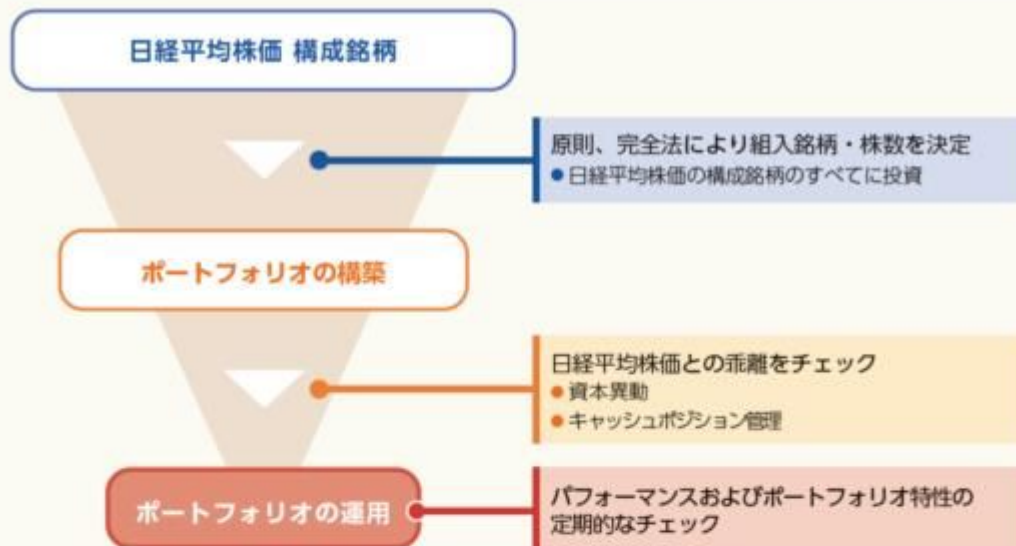 日経平均株価 構成銘柄
原則、完全法により組入銘柄・株数を決定
● 日経平均株価の構成銘柄のすべてに投資
ポートフォリオの構築
日経平均株価との乖離をチェック
● 資本異動
● キャッシュポジション管理
ポートフォリオの運用
パフォーマンスおよびポートフォリオ特性の
定期的なチェック